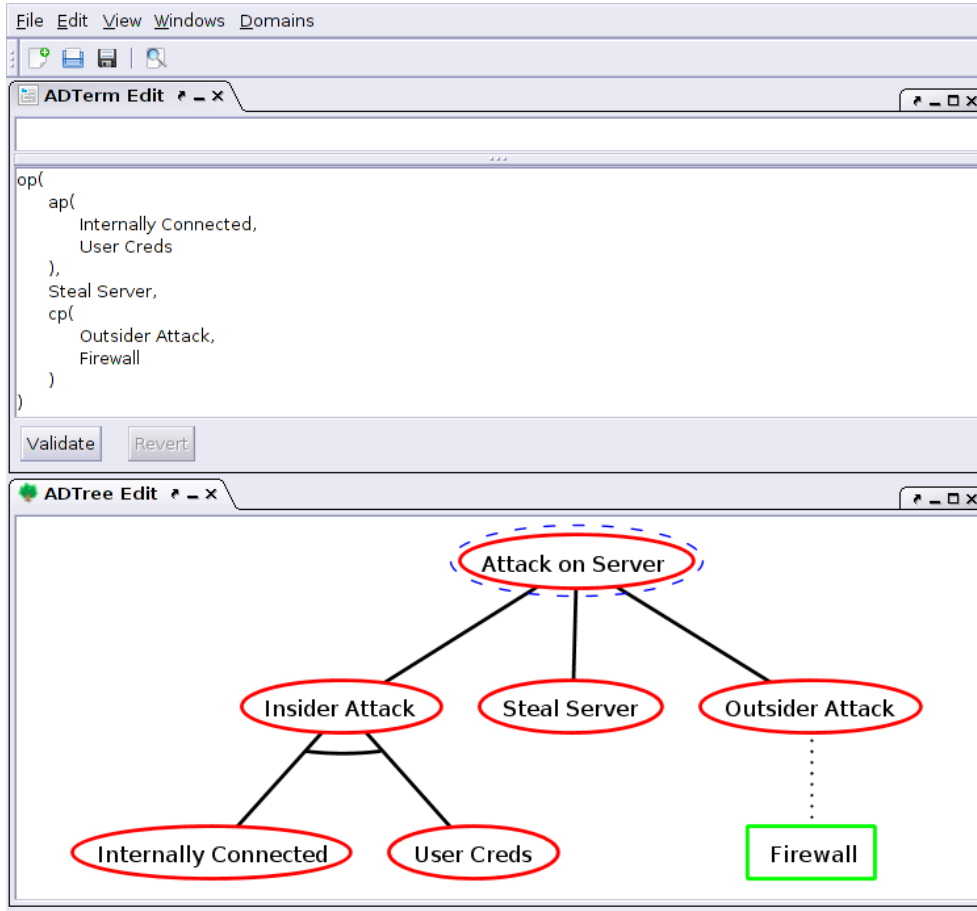 File Edit View Windows Domains
ADTerm Edit
op(
ap(
Internally Connected,
User Creds
),
Steal Server,
cp(
Outsider Attack,
Firewall
)
)
Validate Revert
ADTree Edit
Attack on Server
Insider Attack Steal Server Outsider Attack
Internally Connected User Creds Firewall